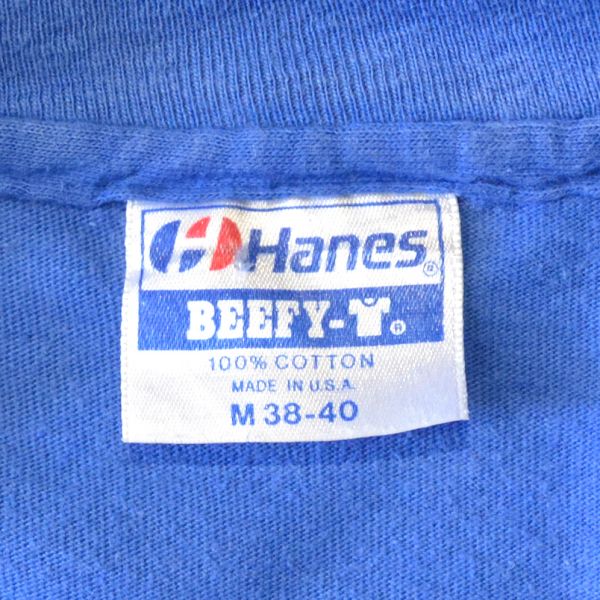 Hanes®
BEEFY-T®
100% COTTON
MADE IN U.S.A.
M 38-40